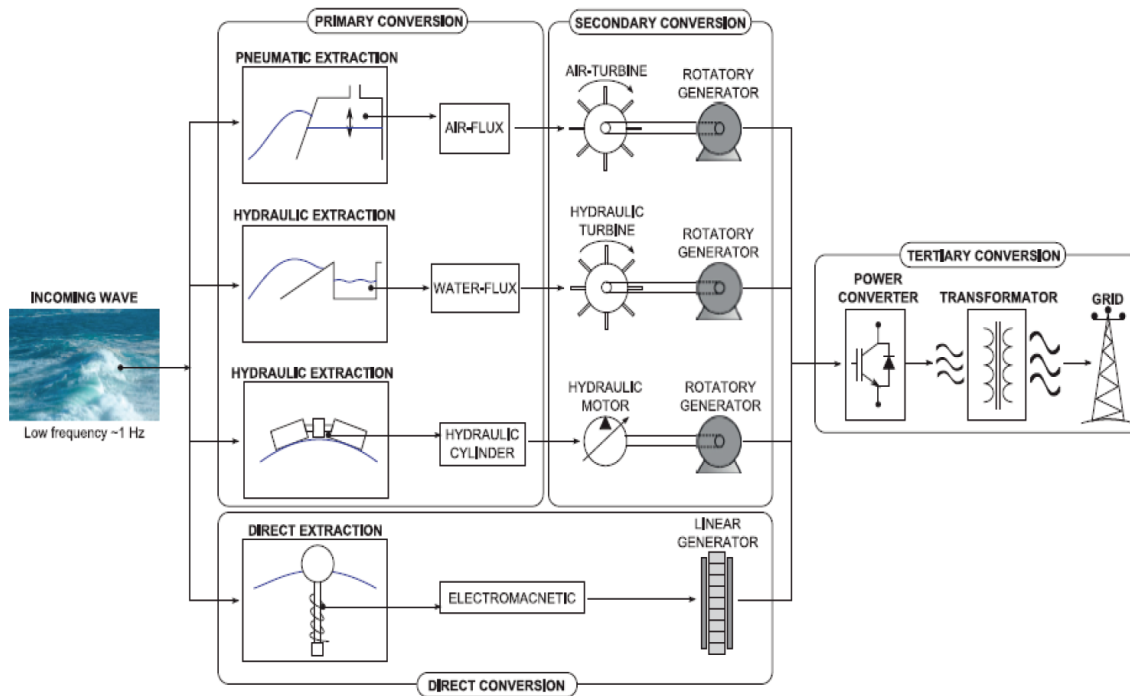 PRIMARY CONVERSION
SECONDARY CONVERSION
PNEUMATIC EXTRACTION
AIR-FLUX
AIR-TURBINE
ROTATORY
GENERATOR
HYDRAULIC EXTRACTION
WATER-FLUX
HYDRAULIC
TURBINE
ROTATORY
GENERATOR
INCOMING WAVE
Low frequency ~1 Hz
HYDRAULIC EXTRACTION
HYDRAULIC
CYLINDER
HYDRAULIC
MOTOR
ROTATORY
GENERATOR
TERTIARY CONVERSION
POWER
CONVERTER
TRANSFORMATOR
GRID
DIRECT EXTRACTION
ELECTROMACNETIC
LINEAR
GENERATOR
DIRECT CONVERSION